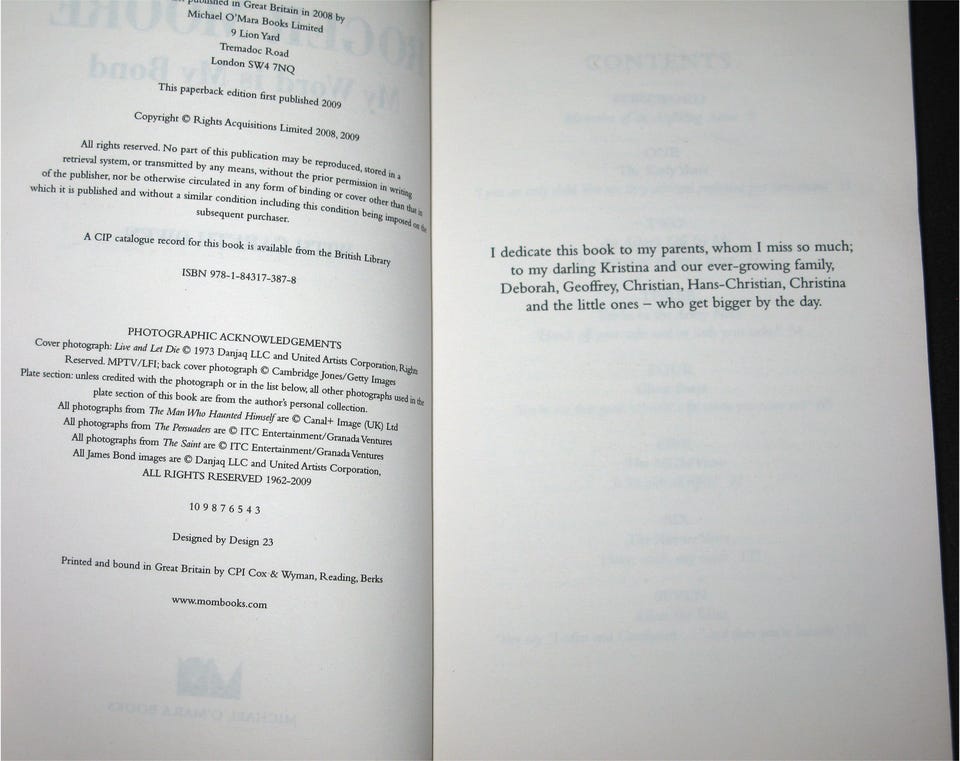 published in Great Britain in 2008 by
Michael O'Mara Books Limited
9 Lion Yard
Tremadoc Road
London SW4 7NQ
This paperback edition first published 2009
Copyright © Rights Acquisitions Limited 2008, 2009
All rights reserved. No part of this publication may be reproduced, stored in a
retrieval system, or transmitted by any means, without the prior permission in writing
of the publisher, nor be otherwise circulated in any form of binding or cover other than that in
which it is published and without a similar condition including this condition being imposed on the
subsequent purchaser.
A CIP catalogue record for this book is available from the British Library
ISBN 978-1-84317-387-8
PHOTOGRAPHIC ACKNOWLEDGEMENTS
Cover photograph: Live and Let Die © 1973 Danjaq LLC and United Artists Corporation, Rights
Reserved. MPTV/LFI; back cover photograph © Cambridge Jones/Getty Images
Plate section: unless credited with the photograph or in the list below, all other photographs used in the
plate section of this book are from the author's personal collection.
All photographs from The Man Who Haunted Himself are © Canal+ Image (UK) Ltd
All photographs from The Persuaders are © ITC Entertainment/Granada Ventures
All photographs from The Saint are © ITC Entertainment/Granada Ventures
All James Bond images are © Danjaq LLC and United Artists Corporation,
ALL RIGHTS RESERVED 1962–2009
10 9 8 7 6 5 4 3
Designed by Design 23
Printed and bound in Great Britain by CPI Cox & Wyman, Reading, Berks
www.mombooks.com
I dedicate this book to my parents, whom I miss so much;
to my darling Kristina and our ever-growing family,
Deborah, Geoffrey, Christian, Hans-Christian, Christina
and the little ones – who get bigger by the day.